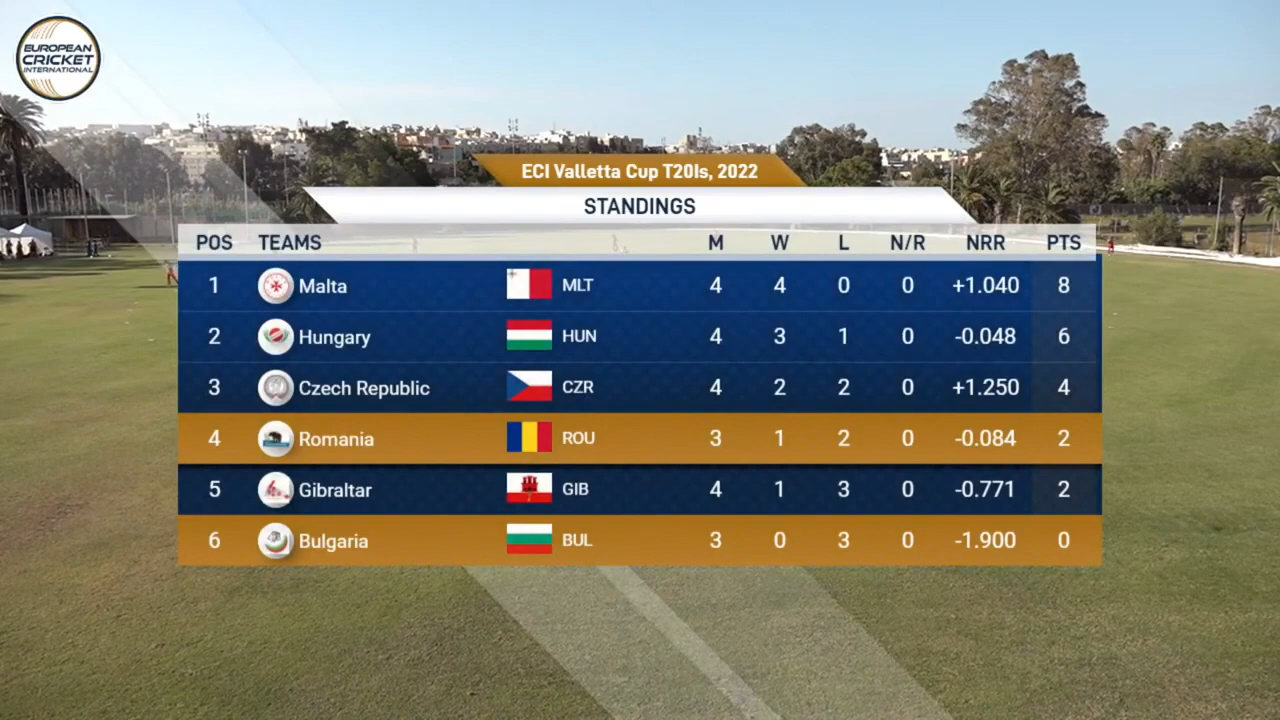 EUROPEAN
CRICKET
INTERNATIONAL
ECI Valletta Cup T20Is, 2022
STANDINGS
POS TEAMS M W L N/R NRR PTS
1 Malta MLT 4 4 0 0 +1.040 8
2 Hungary HUN 4 3 1 0 -0.048 6
3 Czech Republic CZR 4 2 2 0 +1.250 4
4 Romania ROU 3 1 2 0 -0.084 2
5 Gibraltar GIB 4 1 3 0 -0.771 2
6 Bulgaria BUL 3 0 3 0 -1.900 0